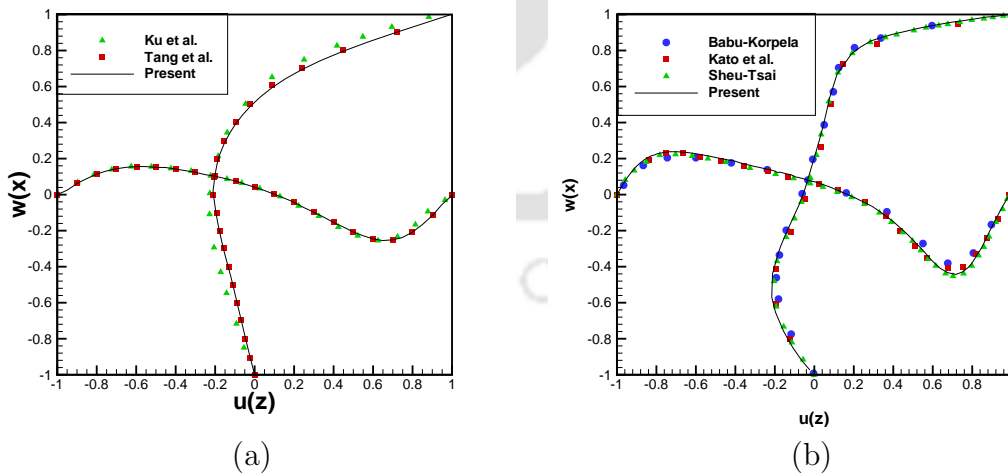 Ku et al.
Tang et al.
Present
w(x)
1
0.8
0.6
0.4
0.2
0
-0.2
-0.4
-0.6
-0.8
-1
-1 -0.8 -0.6 -0.4 -0.2 0 0.2 0.4 0.6 0.8 1
u(z)
(a)
Babu-Korpela
Kato et al.
Sheu-Tsai
Present
w(x)
1
0.8
0.6
0.4
0.2
0
-0.2
-0.4
-0.6
-0.8
-1
-1 -0.8 -0.6 -0.4 -0.2 0 0.2 0.4 0.6 0.8
u(z)
(b)